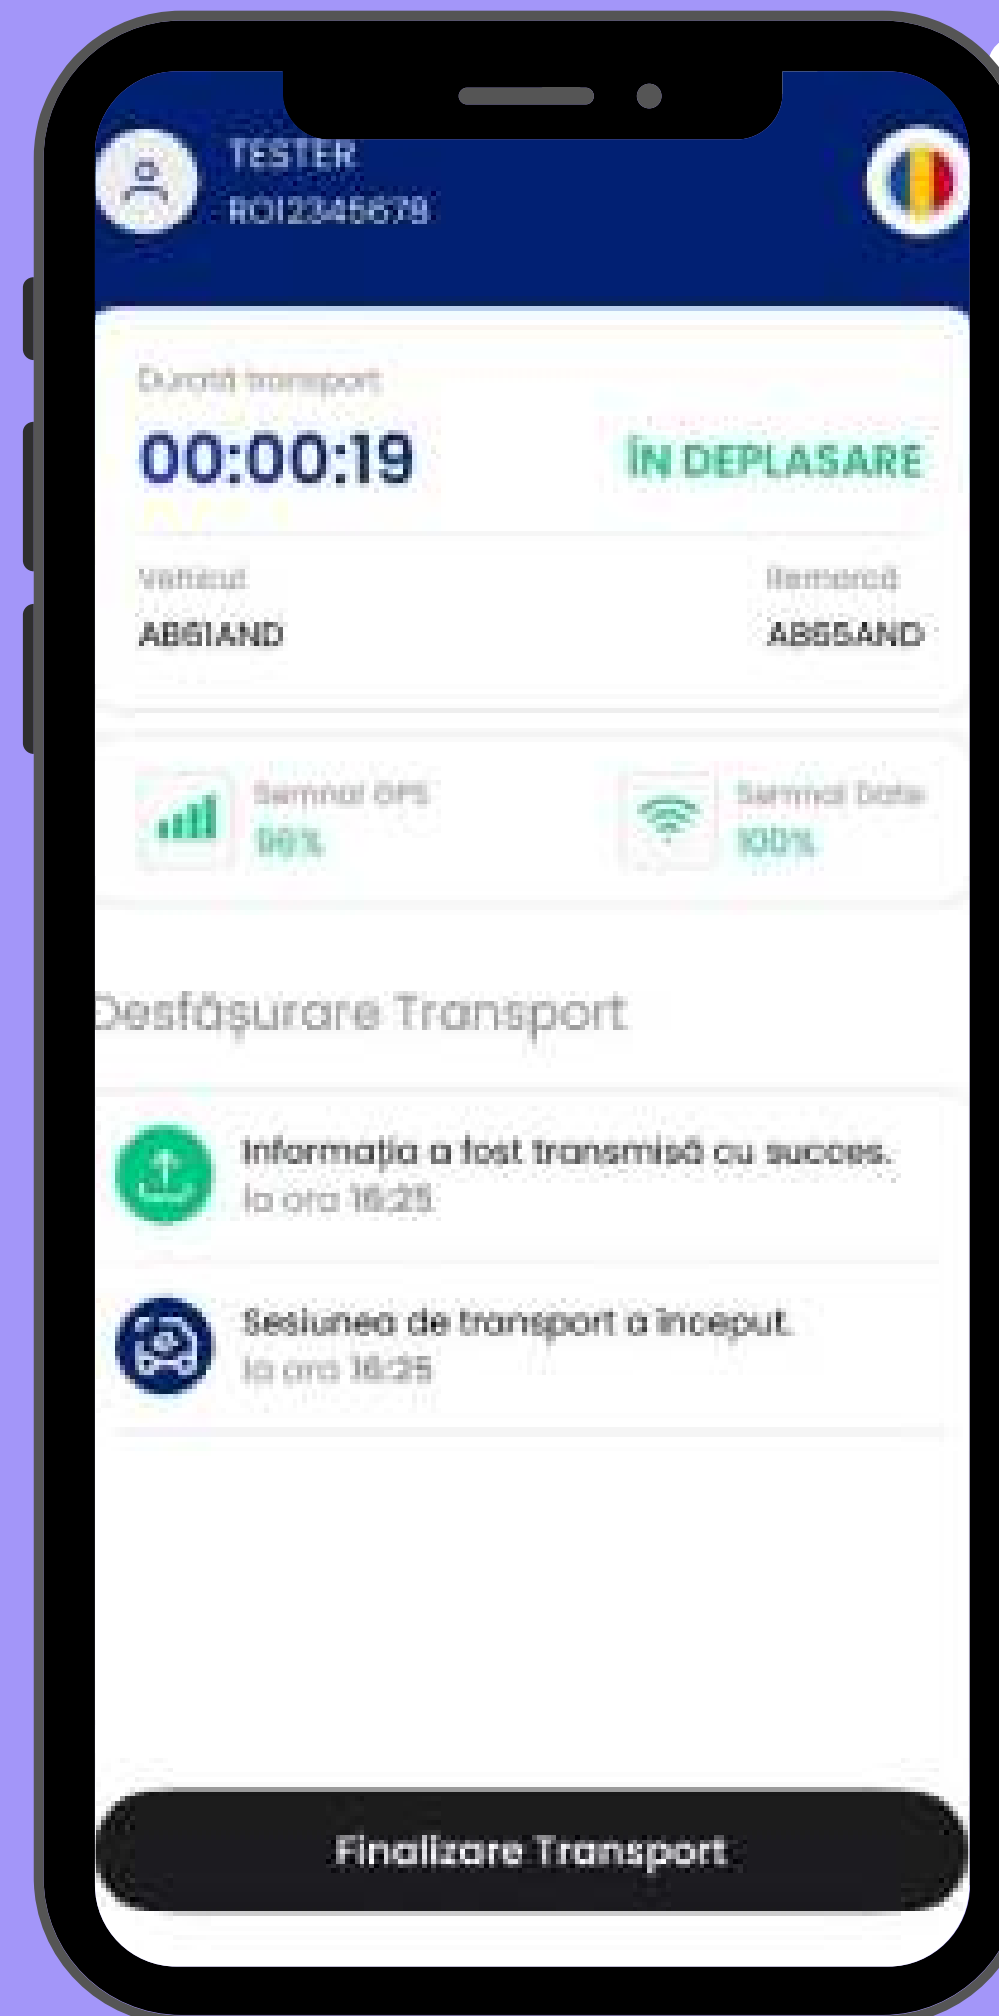 TESTER
RO12345678
Durată transport
00:00:19
ÎN DEPLASARE
Vehicul
Remorcă
AB61AND
AB65AND
Semnal GPS
Semnal Date
100%
Desfășurare Transport
Informația a fost transmisă cu succes.
la ora 16:25
Sesiunea de transport a început.
la ora 16:25
Finalizare Transport